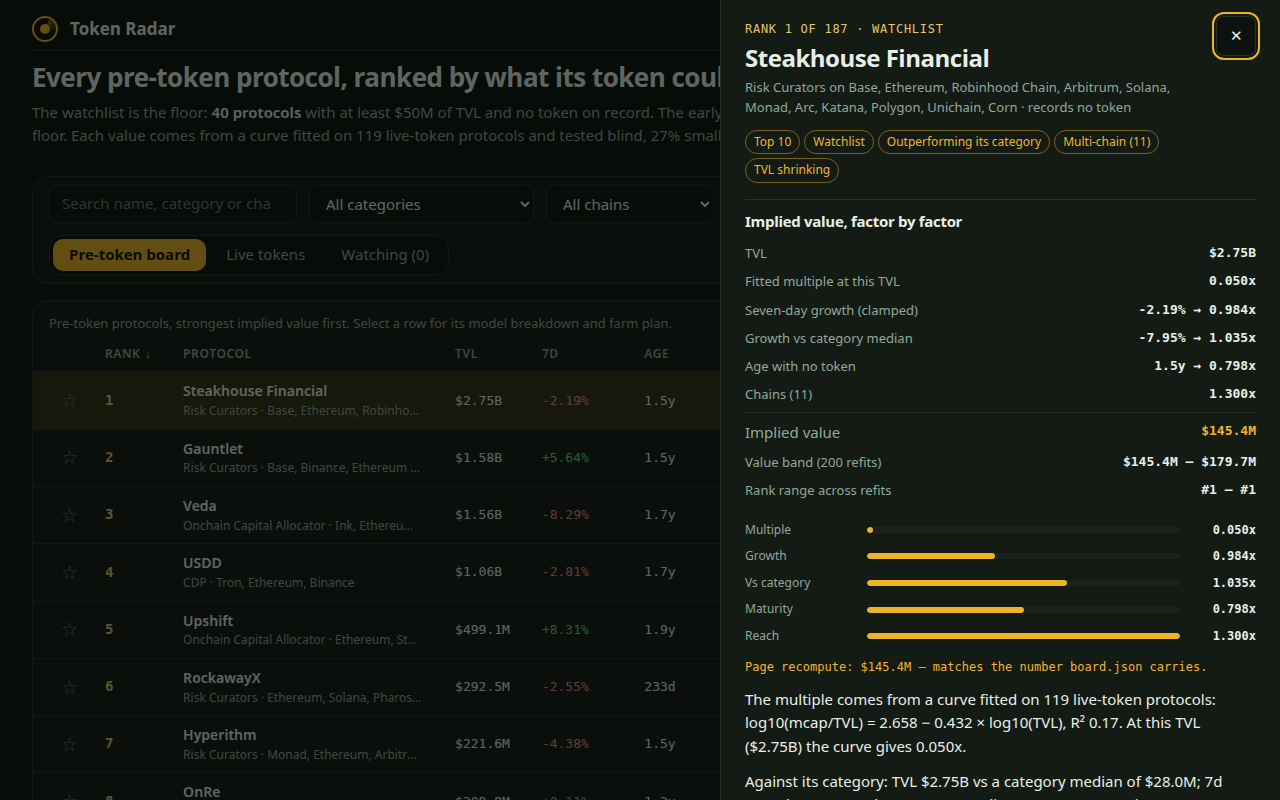 Token Radar
Every pre-token protocol, ranked by what its token coul
The watchlist is the floor: 40 protocols with at least $50M of TVL and no token on record. The early
floor. Each value comes from a curve fitted on 119 live-token protocols and tested blind, 27% small
Search name, category or cha
All categories
All chains
Pre-token board
Live tokens
Watching (0)
Pre-token protocols, strongest implied value first. Select a row for its model breakdown and farm plan.
RANK ↓ PROTOCOL TVL 7D AGE
☆ 1 Steakhouse Financial $2.75B -2.19% 1.5y
Risk Curators · Base, Ethereum, Robinho...
☆ 2 Gauntlet $1.58B +5.64% 1.5y
Risk Curators · Base, Binance, Ethereum ...
☆ 3 Veda $1.56B -8.29% 1.7y
Onchain Capital Allocator · Ink, Ethereu...
☆ 4 USDD $1.06B -2.81% 1.7y
CDP · Tron, Ethereum, Binance
☆ 5 Upshift $499.1M +8.31% 1.9y
Onchain Capital Allocator · Ethereum, St...
☆ 6 RockawayX $292.5M -2.55% 233d
Risk Curators · Ethereum, Solana, Pharos...
☆ 7 Hyperithm $221.6M -4.38% 1.5y
Risk Curators · Monad, Ethereum, Arbitr...
OnRe
RANK 1 OF 187 · WATCHLIST
✕
Steakhouse Financial
Risk Curators on Base, Ethereum, Robinhood Chain, Arbitrum, Solana,
Monad, Arc, Katana, Polygon, Unichain, Corn · records no token
Top 10
Watchlist
Outperforming its category
Multi-chain (11)
TVL shrinking
Implied value, factor by factor
TVL $2.75B
Fitted multiple at this TVL 0.050x
Seven-day growth (clamped) -2.19% → 0.984x
Growth vs category median -7.95% → 1.035x
Age with no token 1.5y → 0.798x
Chains (11) 1.300x
Implied value $145.4M
Value band (200 refits) $145.4M — $179.7M
Rank range across refits #1 — #1
Multiple 0.050x
Growth 0.984x
Vs category 1.035x
Maturity 0.798x
Reach 1.300x
Page recompute: $145.4M — matches the number board.json carries.
The multiple comes from a curve fitted on 119 live-token protocols:
log10(mcap/TVL) = 2.658 − 0.432 × log10(TVL), R² 0.17. At this TVL
($2.75B) the curve gives 0.050x.
Against its category: TVL $2.75B vs a category median of $28.0M; 7d